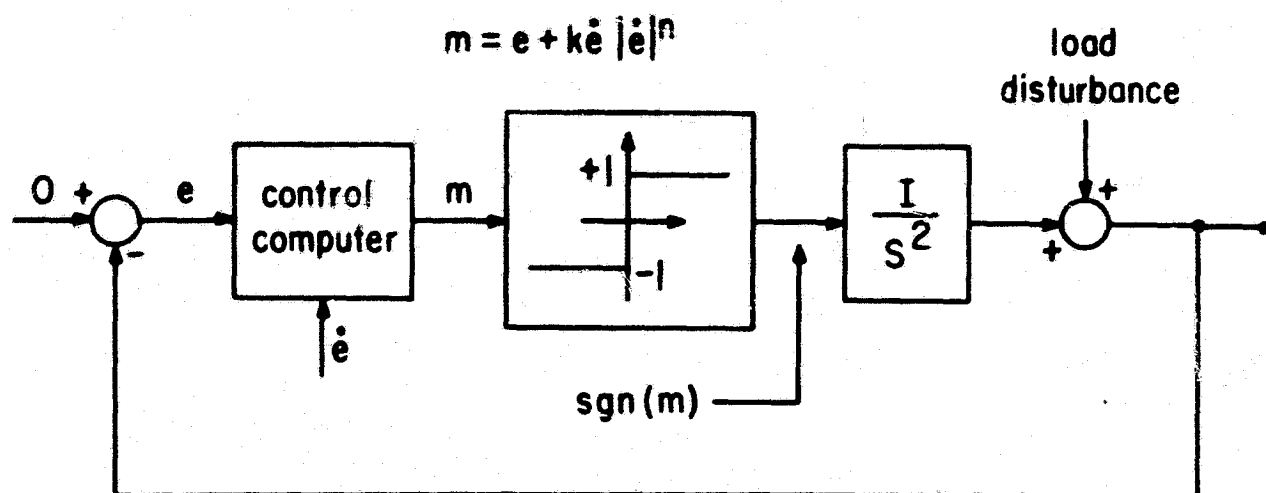 m = e + kė |ė|ⁿ
load
disturbance
0 +
e
control
computer
m
+1
-1
I
S²
+
+
-
ė
sgn (m)